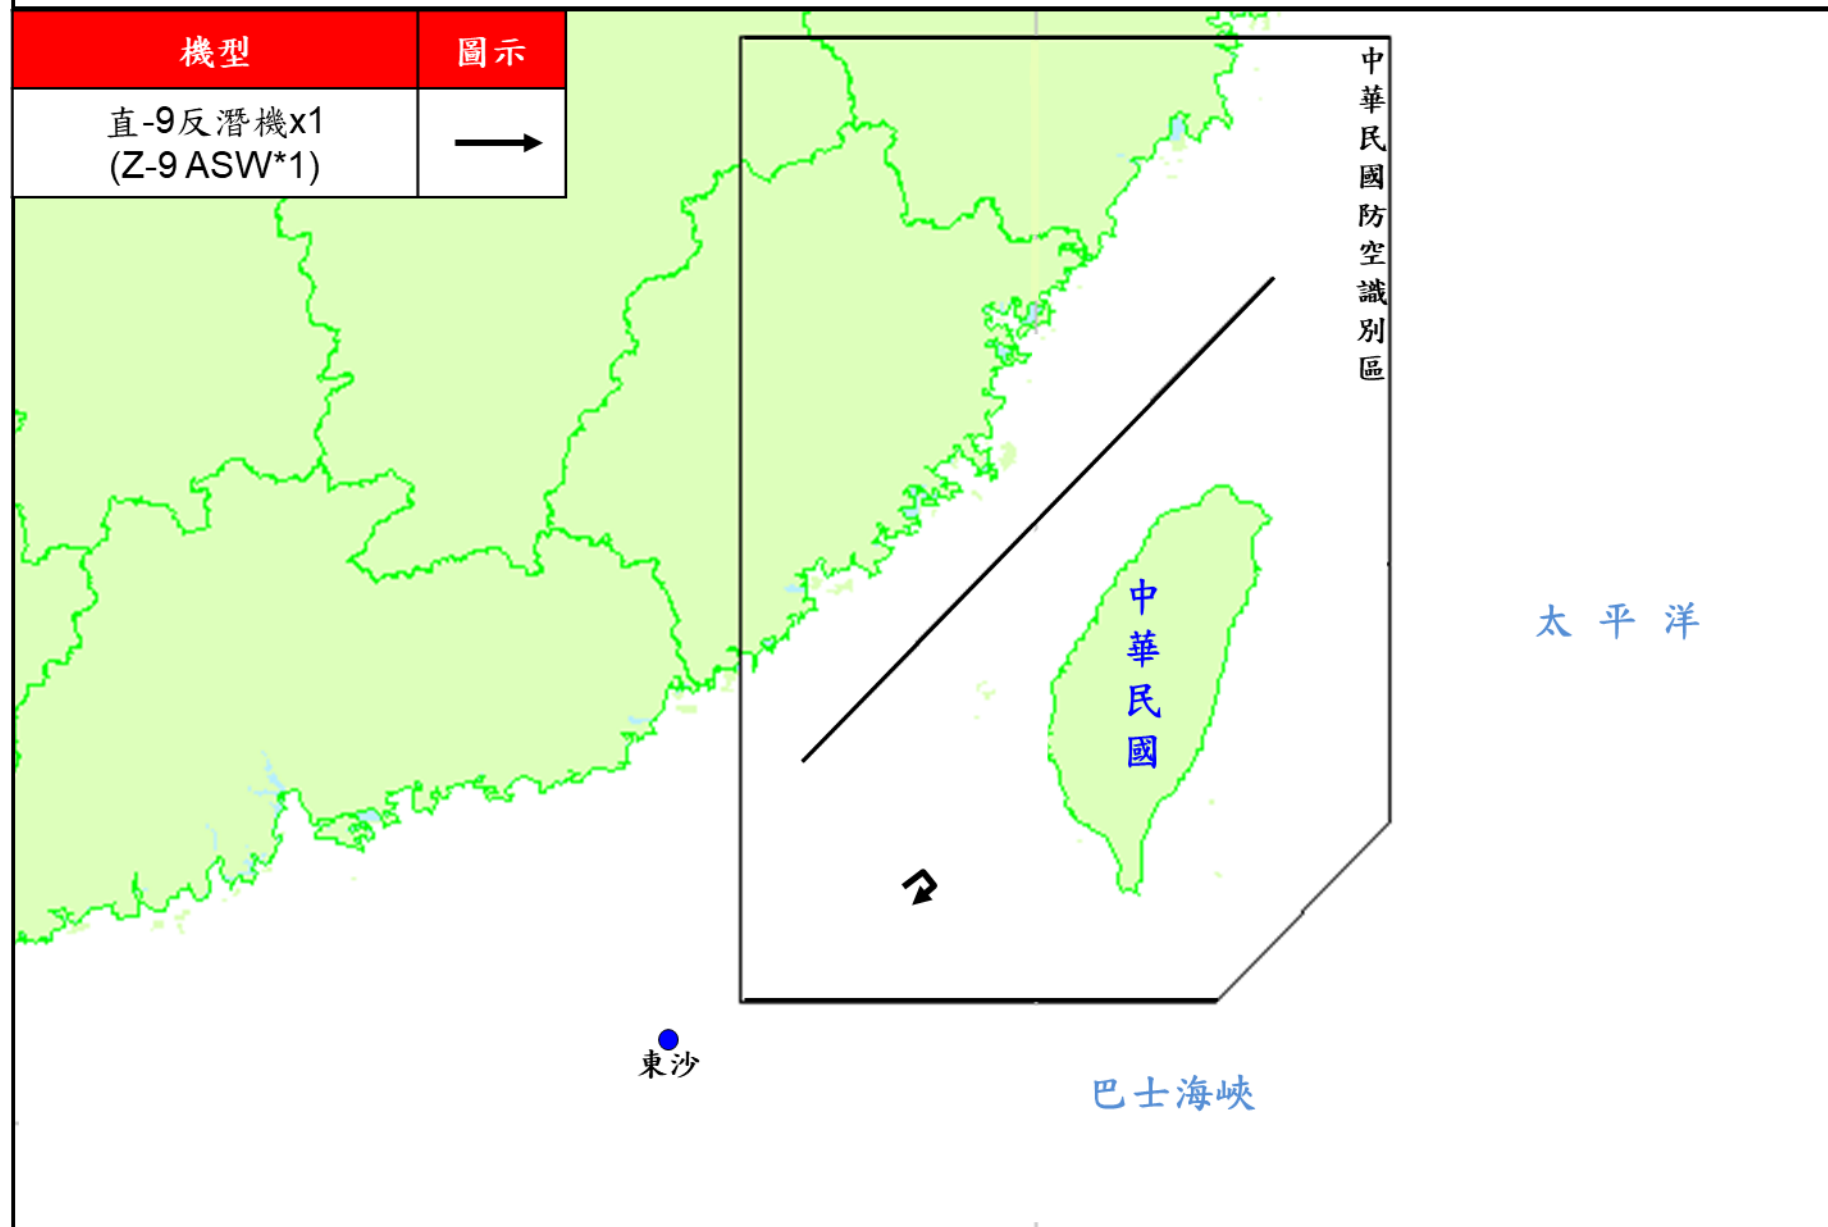 機型
圖示
直-9反潛機x1
(Z-9 ASW*1)
中華民國防空識別區
中華民國
太平洋
東沙
巴士海峽